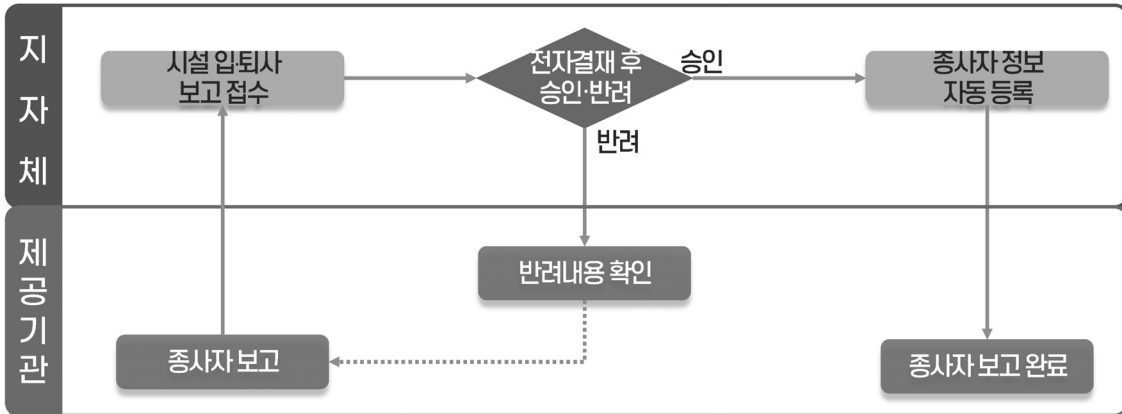 지자체
시설 입·퇴사
보고 접수
전자결재 후
승인·반려
승인
종사자 정보
자동 등록
반려
제공기관
반려내용 확인
종사자 보고
종사자 보고 완료